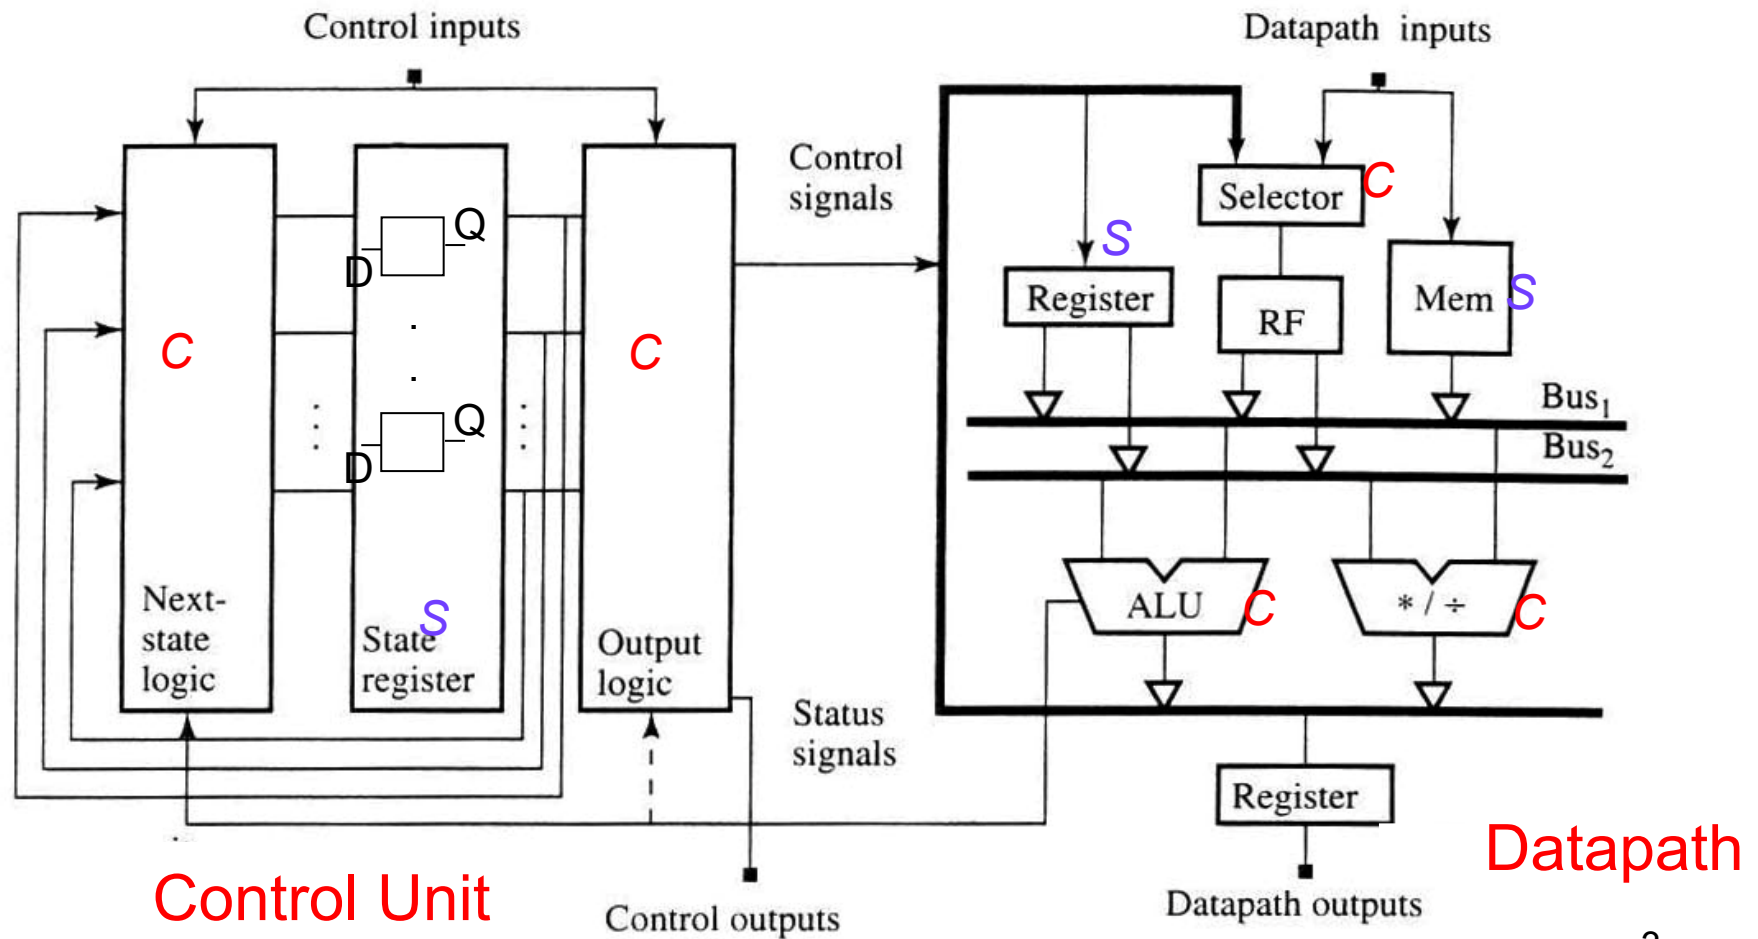 Control inputs
Datapath inputs
Control
signals
Selector
C
Q
D
S
Register
RF
Mem
S
C
C
.
.
Q
D
Bus1
Bus2
Next-
state
logic
S
State
register
Output
logic
ALU
C
* / ÷
C
Status
signals
Register
Datapath
Control Unit
Control outputs
Datapath outputs